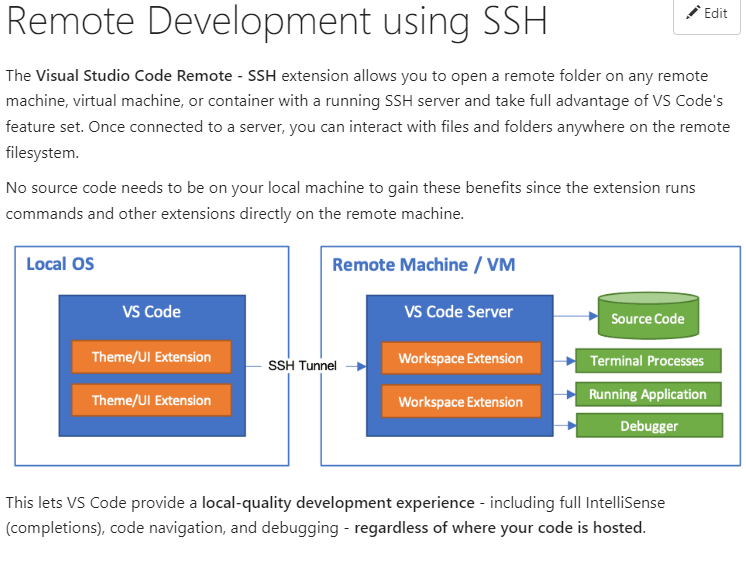 Remote Development using SSH
Edit
The Visual Studio Code Remote - SSH extension allows you to open a remote folder on any remote
machine, virtual machine, or container with a running SSH server and take full advantage of VS Code's
feature set. Once connected to a server, you can interact with files and folders anywhere on the remote
filesystem.
No source code needs to be on your local machine to gain these benefits since the extension runs
commands and other extensions directly on the remote machine.
Local OS
VS Code
Theme/UI Extension
Theme/UI Extension
SSH Tunnel
Remote Machine / VM
VS Code Server
Workspace Extension
Workspace Extension
Source Code
Terminal Processes
Running Application
Debugger
This lets VS Code provide a local-quality development experience - including full IntelliSense
(completions), code navigation, and debugging - regardless of where your code is hosted.